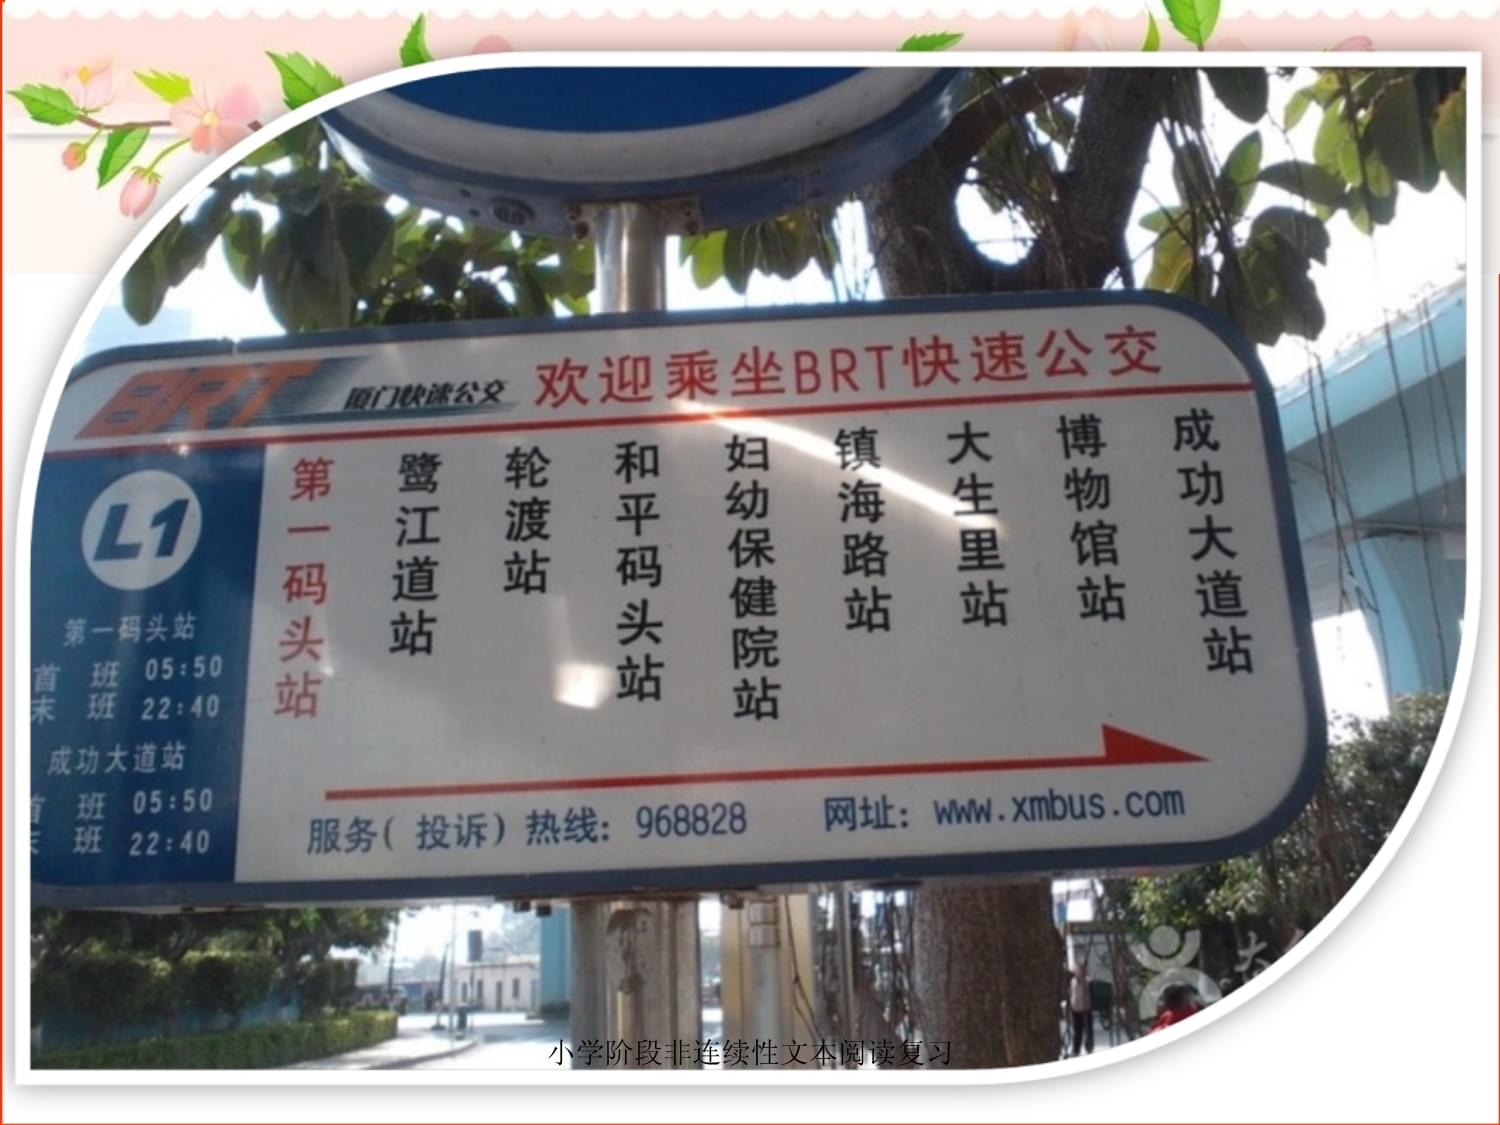 BRT 厦门快速公交 欢迎乘坐BRT快速公交
L1
第一码头站
首 班 05:50
末 班 22:40
成功大道站
首 班 05:50
末 班 22:40
第一码头站
鹭江道站
轮渡站
和平码头站
妇幼保健院站
镇海路站
大生里站
博物馆站
成功大道站
服务(投诉)热线: 968828 网址: www.xmbus.com
小学阶段非连续性文本阅读复习